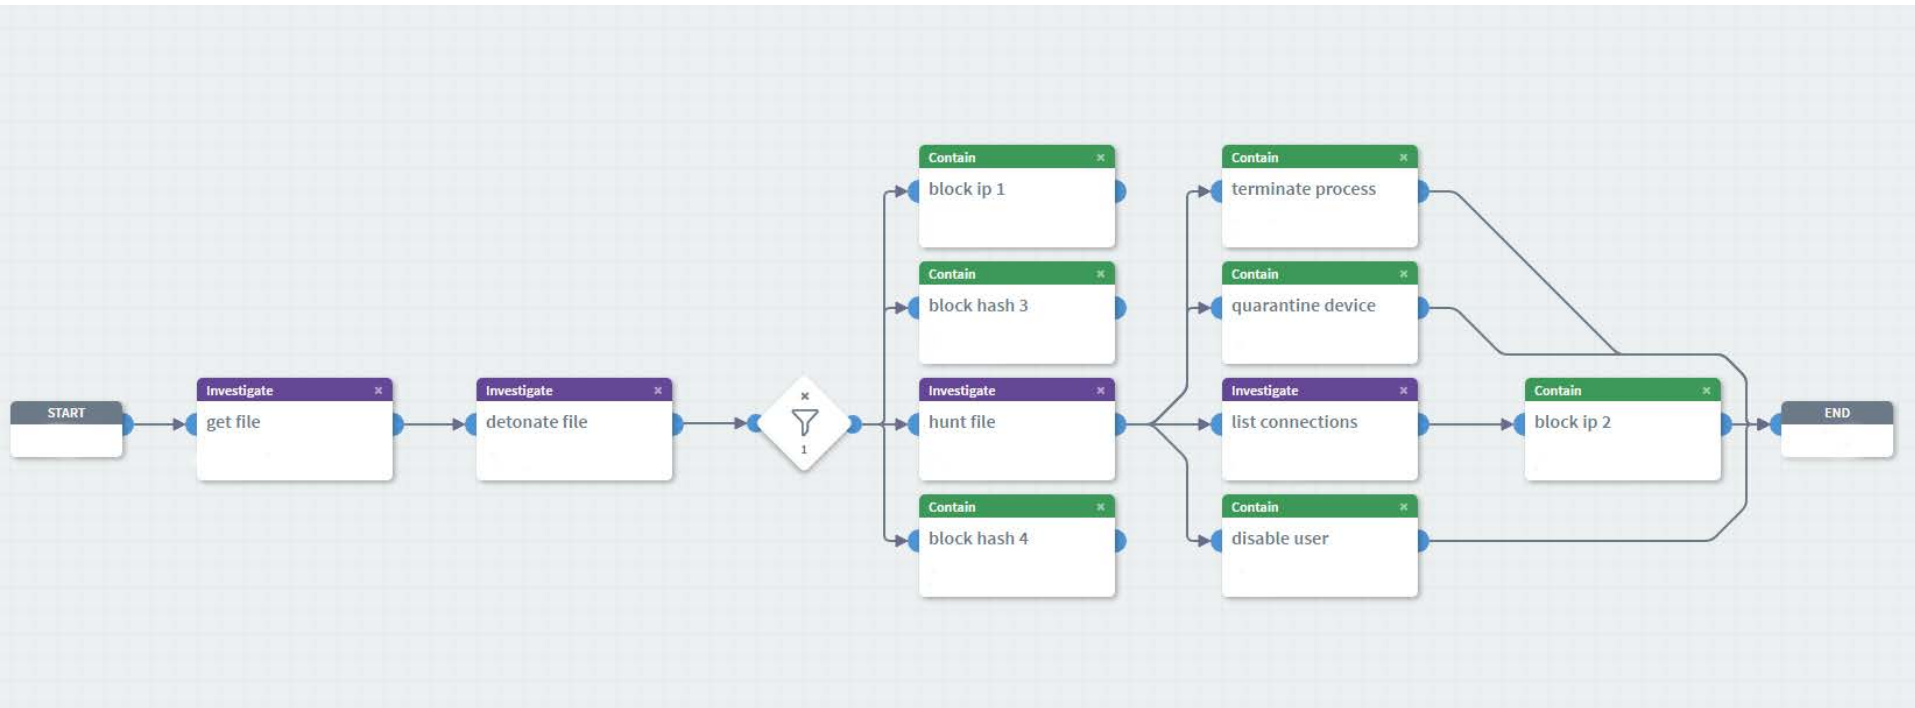 START
Investigate
get file
Investigate
detonate file
1
Contain
block ip 1
Contain
block hash 3
Investigate
hunt file
Contain
block hash 4
Contain
terminate process
Contain
quarantine device
Investigate
list connections
Contain
disable user
Contain
block ip 2
END